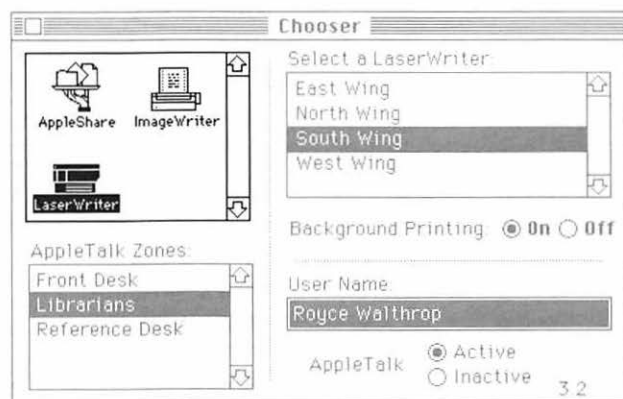 Chooser
AppleShare ImageWriter
LaserWriter
AppleTalk Zones:
Front Desk
Librarians
Reference Desk
Select a LaserWriter:
East Wing
North Wing
South Wing
West Wing
Background Printing: On Off
User Name:
Royce Walthrop
AppleTalk Active
Inactive
3.2